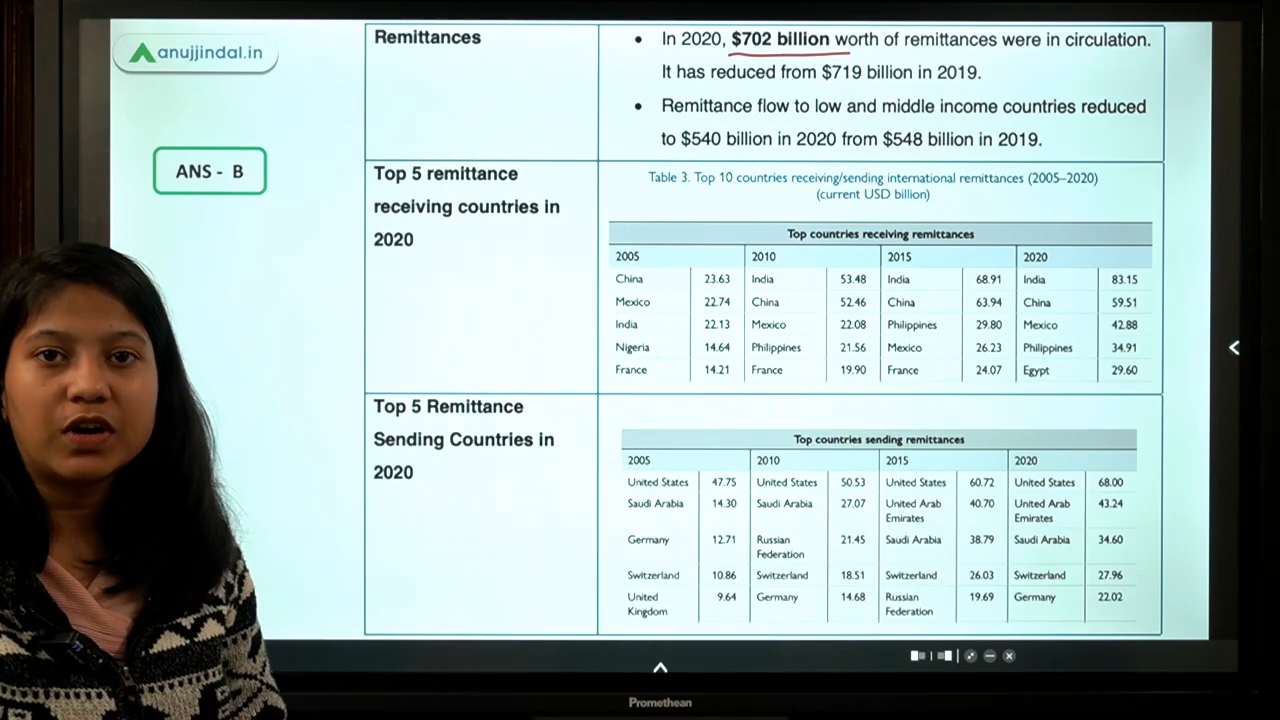 anujjindal.in
ANS - B
Remittances
• In 2020, $702 billion worth of remittances were in circulation.
It has reduced from $719 billion in 2019.
• Remittance flow to low and middle income countries reduced
to $540 billion in 2020 from $548 billion in 2019.
Top 5 remittance
receiving countries in
2020
Table 3. Top 10 countries receiving/sending international remittances (2005–2020)
(current USD billion)
Top countries receiving remittances
2005 2010 2015 2020
China 23.63 India 53.48 India 68.91 India 83.15
Mexico 22.74 China 52.46 China 63.94 China 59.51
India 22.13 Mexico 22.08 Philippines 29.80 Mexico 42.88
Nigeria 14.64 Philippines 21.56 Mexico 26.23 Philippines 34.91
France 14.21 France 19.90 France 24.07 Egypt 29.60
Top 5 Remittance
Sending Countries in
2020
Top countries sending remittances
2005 2010 2015 2020
United States 47.75 United States 50.53 United States 60.72 United States 68.00
Saudi Arabia 14.30 Saudi Arabia 27.07 United Arab 40.70 United Arab 43.24
Emirates Emirates
Germany 12.71 Russian 21.45 Saudi Arabia 38.79 Saudi Arabia 34.60
Federation
Switzerland 10.86 Switzerland 18.51 Switzerland 26.03 Switzerland 27.96
United 9.64 Germany 14.68 Russian 19.69 Germany 22.02
Kingdom Federation
Promethean